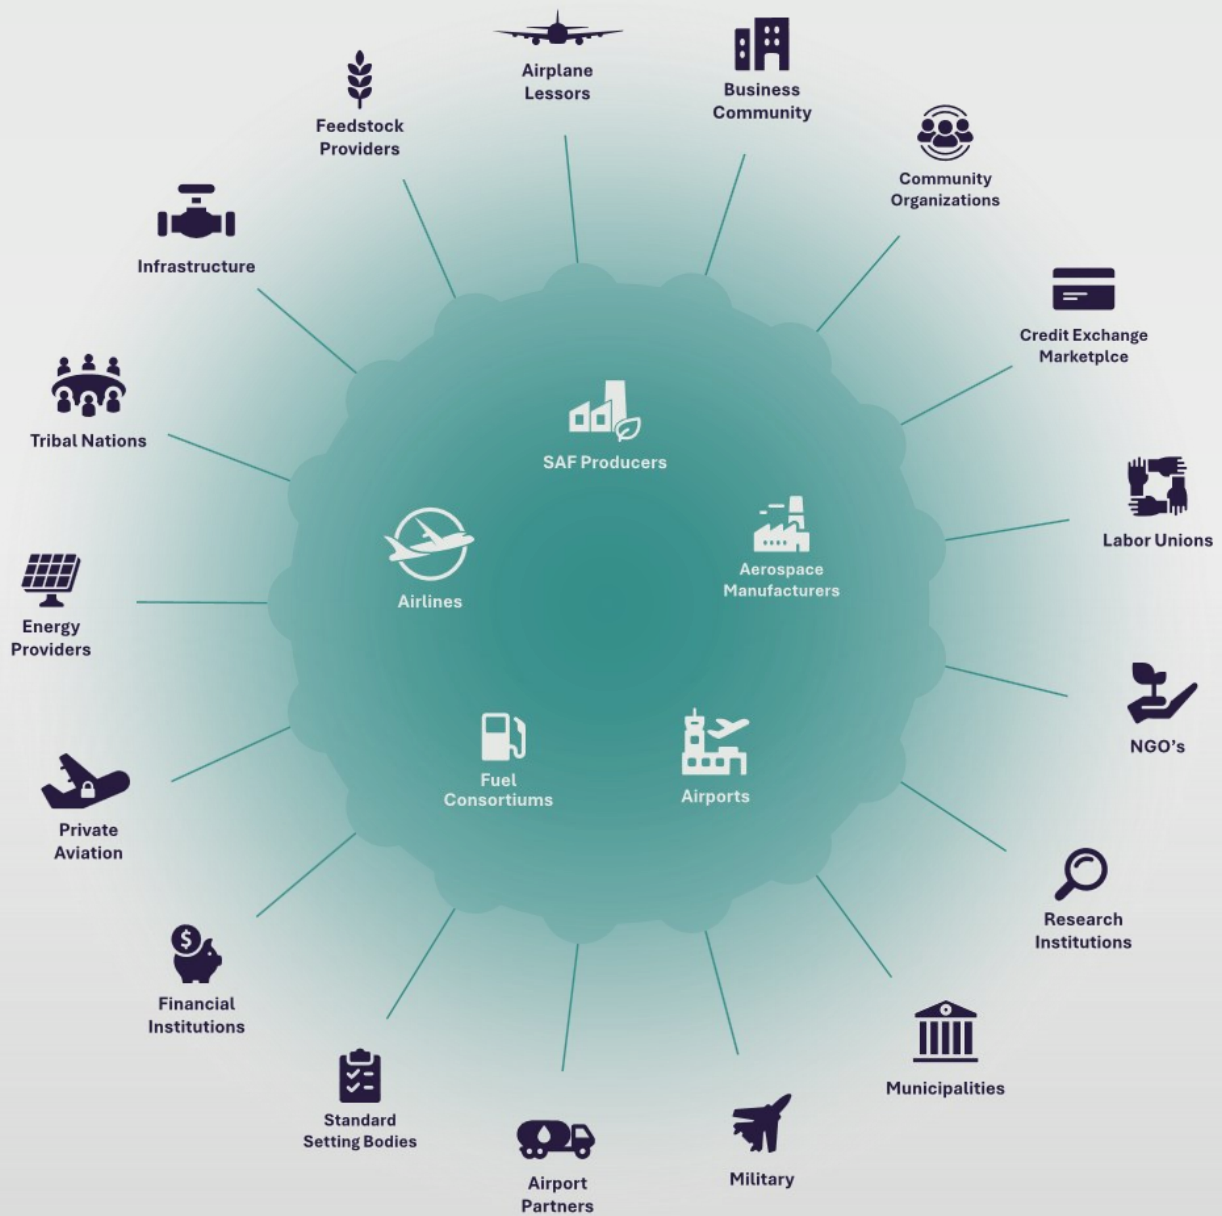 Airplane
Lessors
Business
Community
Community
Organizations
Credit Exchange
Marketplce
Labor Unions
NGO's
Research
Institutions
Municipalities
Military
Airport
Partners
Standard
Setting Bodies
Financial
Institutions
Private
Aviation
Energy
Providers
Tribal Nations
Infrastructure
Feedstock
Providers
SAF Producers
Aerospace
Manufacturers
Airports
Fuel
Consortiums
Airlines
$